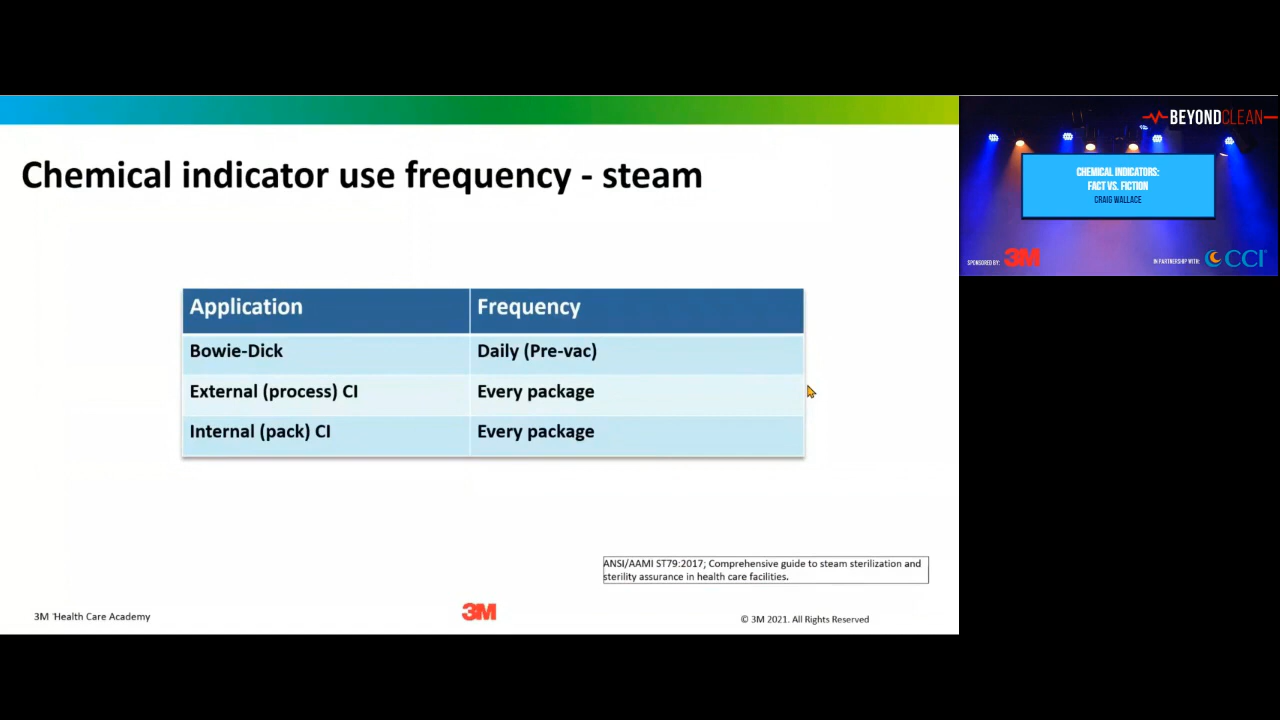 Chemical indicator use frequency - steam
Application Frequency
Bowie-Dick Daily (Pre-vac)
External (process) CI Every package
Internal (pack) CI Every package
ANSI/AAMI ST79:2017; Comprehensive guide to steam sterilization and
sterility assurance in health care facilities.
3M 'Health Care Academy
3M
© 3M 2021. All Rights Reserved
BEYONDCLEAN
CHEMICAL INDICATORS:
FACT VS. FICTION
CRAIG WALLACE
SPONSORED BY: 3M
IN PARTNERSHIP WITH: CCI